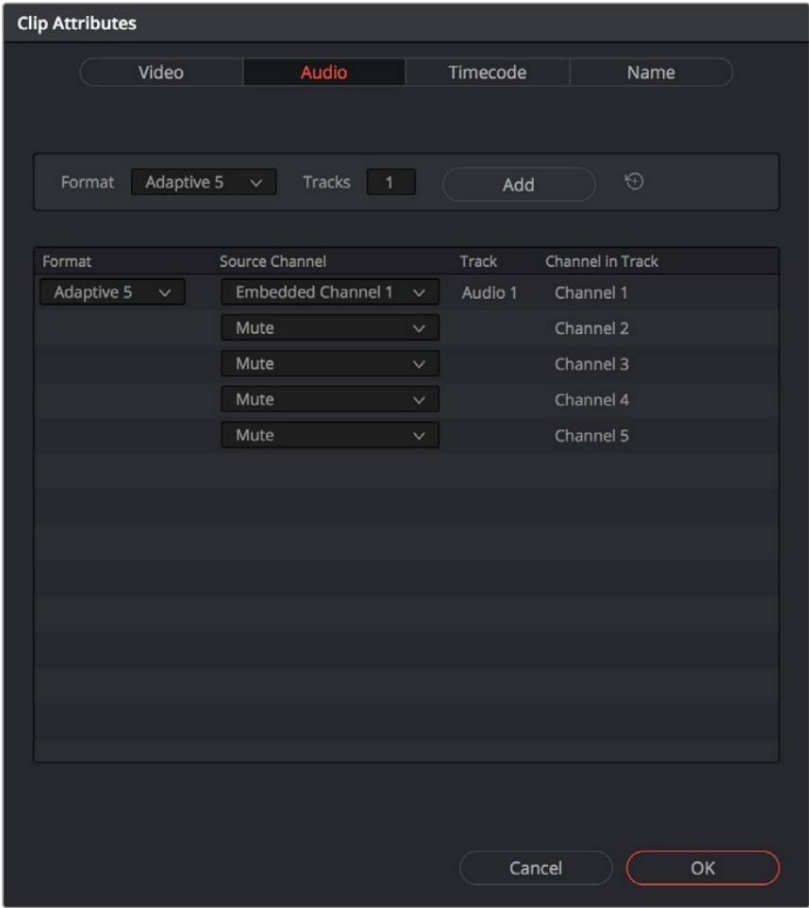 Clip Attributes
Video Audio Timecode Name
Format Adaptive 5 Tracks 1 Add
Format Source Channel Track Channel in Track
Adaptive 5 Embedded Channel 1 Audio 1 Channel 1
Mute Channel 2
Mute Channel 3
Mute Channel 4
Mute Channel 5
Cancel OK